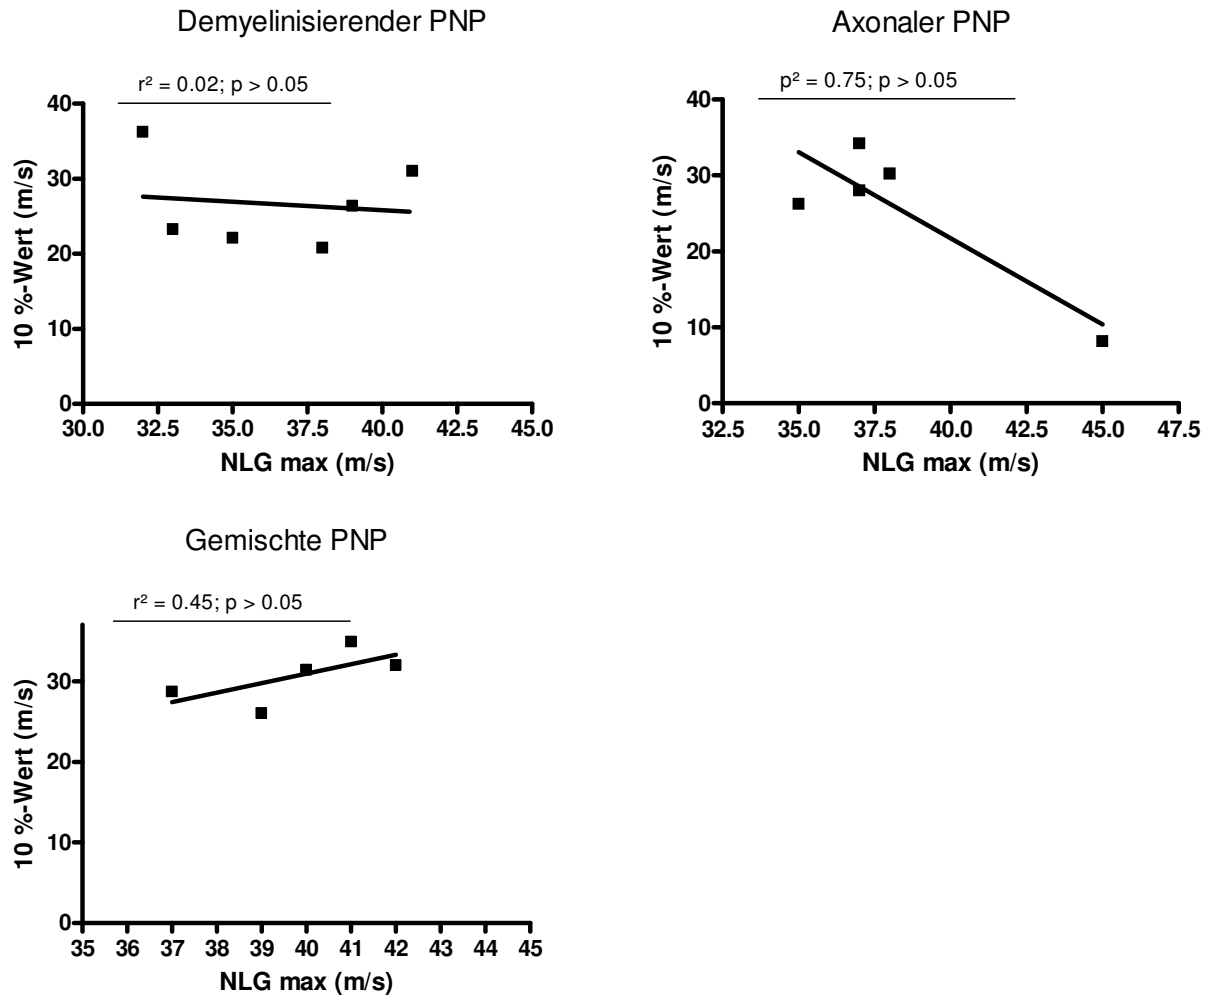 Demyelinisierender PNP
r² = 0.02; p > 0.05
40
30
20
10
0
10 %-Wert (m/s)
30.0 32.5 35.0 37.5 40.0 42.5 45.0
NLG max (m/s)
Axonaler PNP
p² = 0.75; p > 0.05
40
30
20
10
0
10 %-Wert (m/s)
32.5 35.0 37.5 40.0 42.5 45.0 47.5
NLG max (m/s)
Gemischte PNP
r² = 0.45; p > 0.05
30
20
10
0
10 %-Wert (m/s)
35 36 37 38 39 40 41 42 43 44 45
NLG max (m/s)